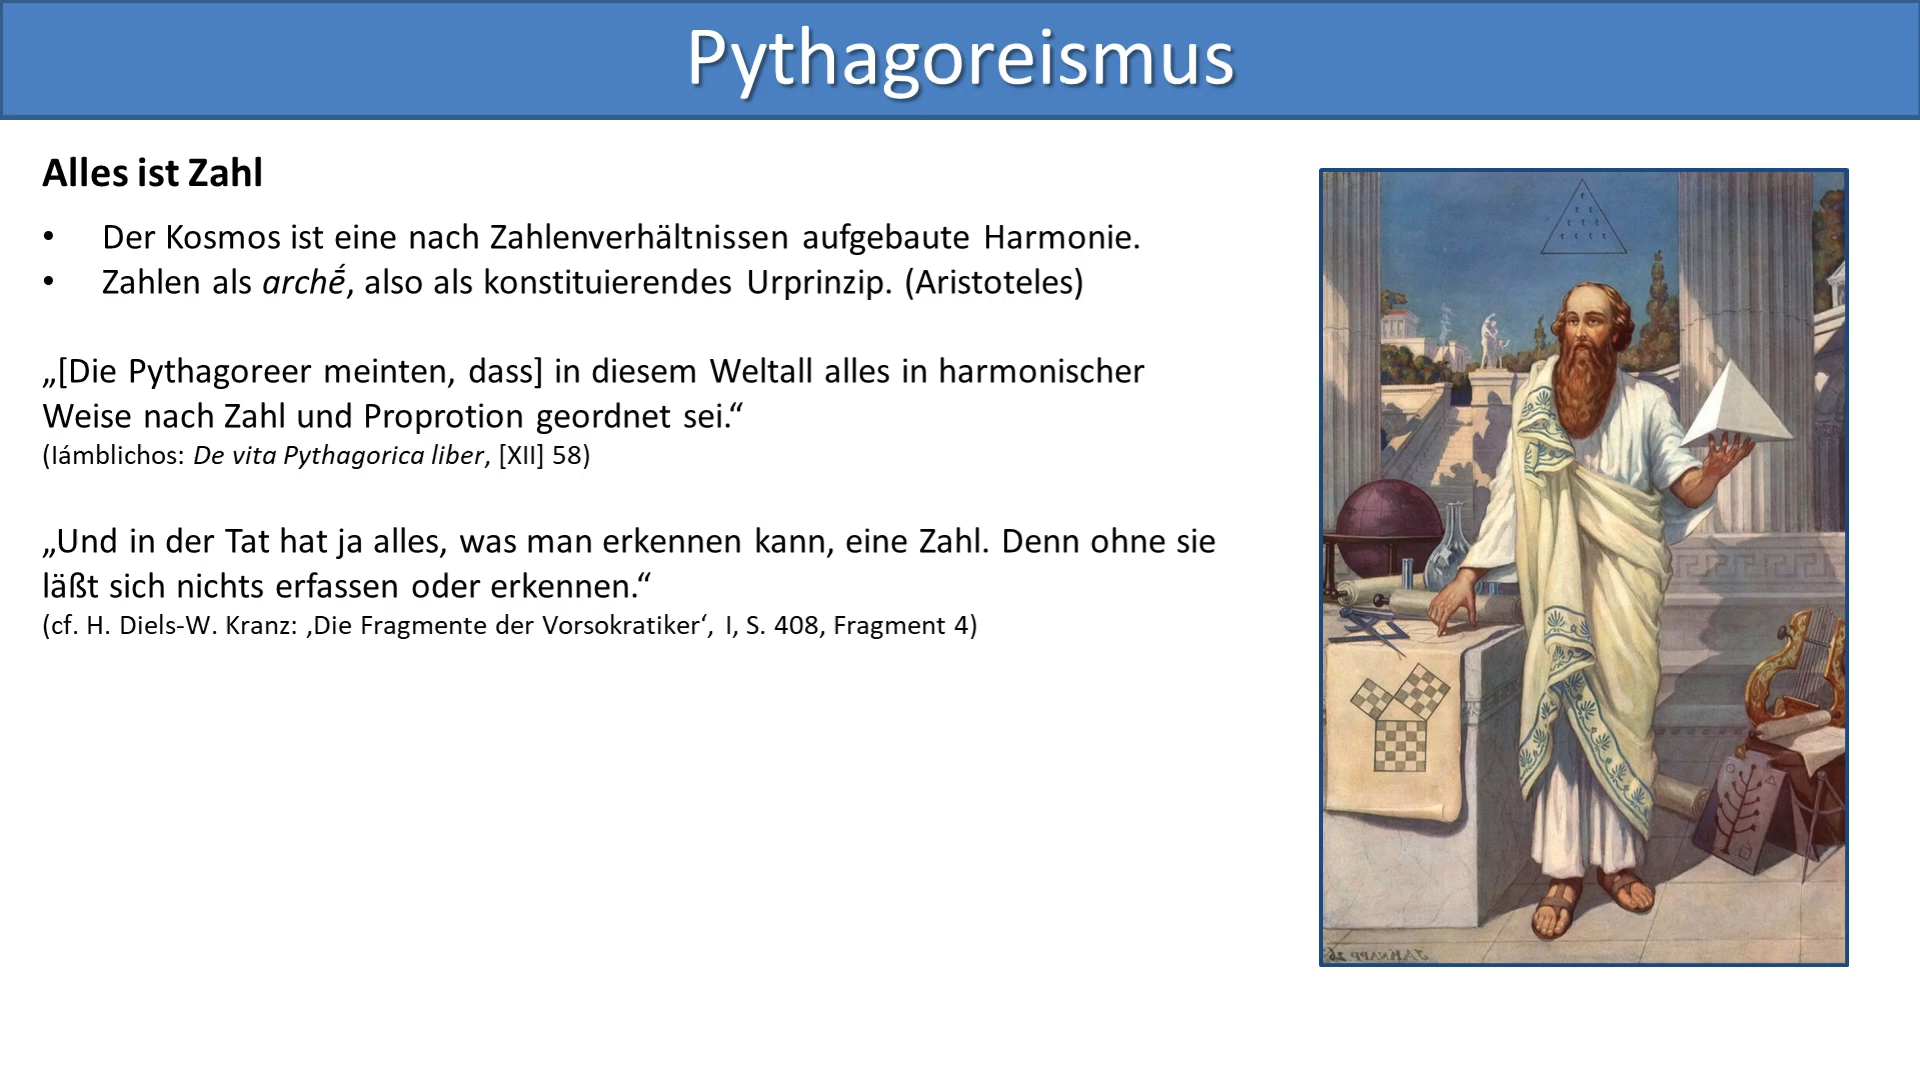 Pythagoreismus
Alles ist Zahl
• Der Kosmos ist eine nach Zahlenverhältnissen aufgebaute Harmonie.
• Zahlen als archḗ, also als konstituierendes Urprinzip. (Aristoteles)
„[Die Pythagoreer meinten, dass] in diesem Weltall alles in harmonischer
Weise nach Zahl und Proprotion geordnet sei.“
(Iámblichos: De vita Pythagorica liber, [XII] 58)
„Und in der Tat hat ja alles, was man erkennen kann, eine Zahl. Denn ohne sie
läßt sich nichts erfassen oder erkennen.“
(cf. H. Diels-W. Kranz: ‚Die Fragmente der Vorsokratiker‘, I, S. 408, Fragment 4)
JAKNAPP 26